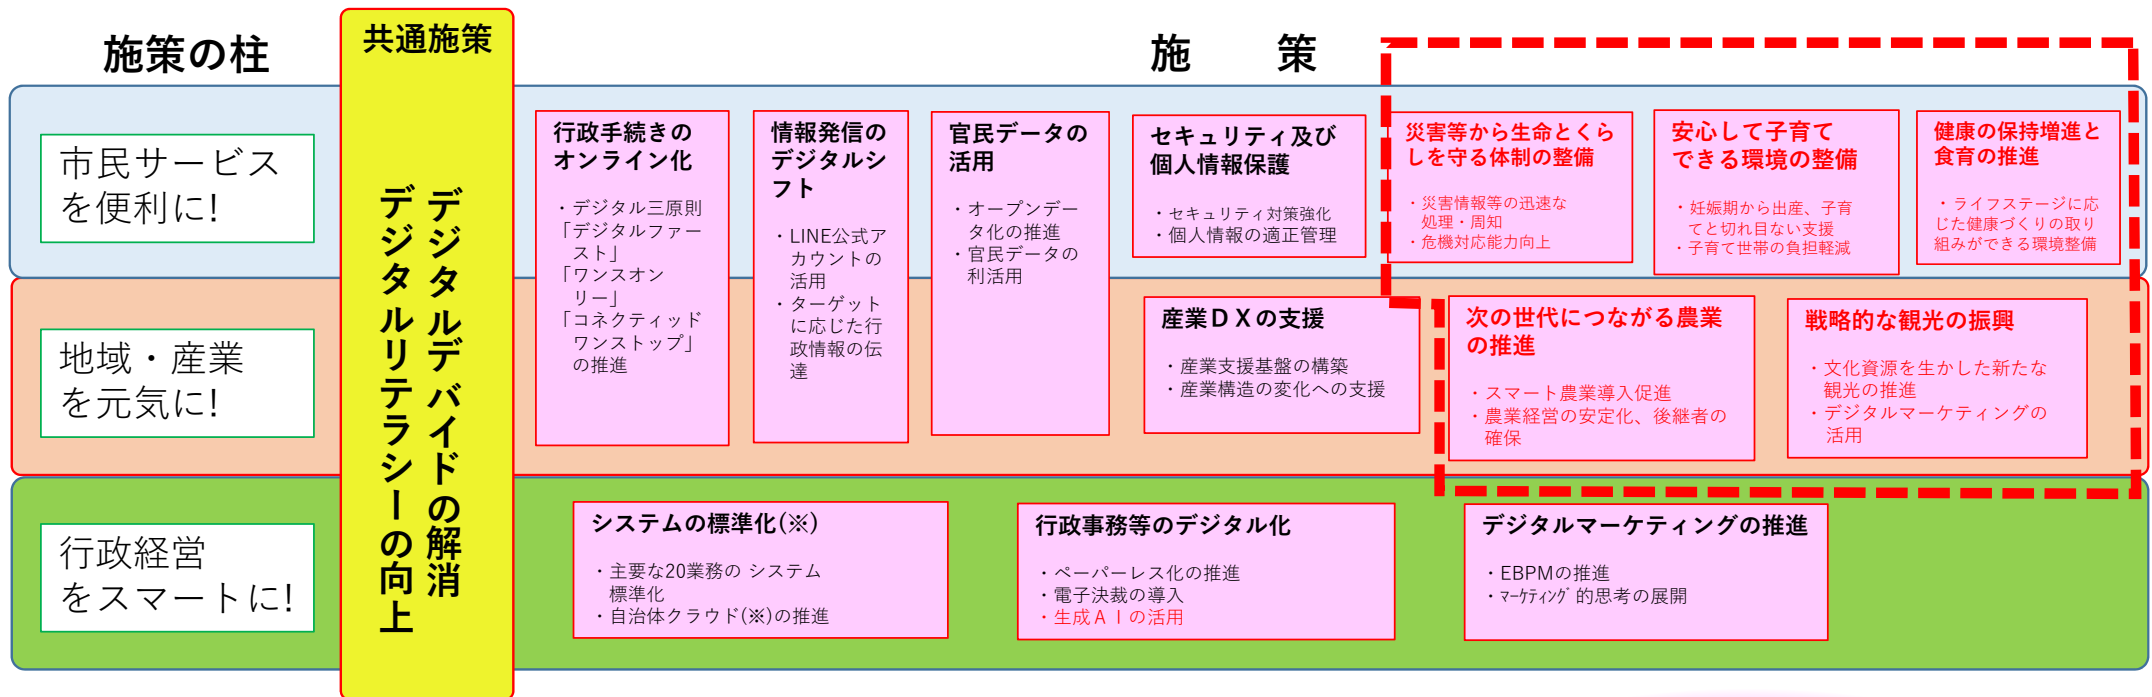 施策の柱
共通施策
デジタルデバイドの解消
デジタルリテラシーの向上
施　策
市民サービス
を便利に!
行政手続きの
オンライン化
・デジタル三原則
「デジタルファー
スト」
「ワンスオン
リー」
「コネクティッド
ワンストップ」
の推進
情報発信の
デジタルシ
フト
・LINE公式ア
カウントの
活用
・ターゲット
に応じた行
政情報の伝
達
官民データの
活用
・オープンデー
タ化の推進
・官民データの
利活用
セキュリティ及び
個人情報保護
・セキュリティ対策強化
・個人情報の適正管理
災害等から生命とくら
しを守る体制の整備
・災害情報等の迅速な
処理・周知
・危機対応能力向上
安心して子育て
できる環境の整備
・妊娠期から出産、子育
てと切れ目ない支援
・子育て世帯の負担軽減
健康の保持増進と
食育の推進
・ライフステージに応
じた健康づくりの取り
組みができる環境整備
地域・産業
を元気に!
産業ＤＸの支援
・産業支援基盤の構築
・産業構造の変化への支援
次の世代につながる農業
の推進
・スマート農業導入促進
・農業経営の安定化、後継者の
確保
戦略的な観光の振興
・文化資源を生かした新たな
観光の推進
・デジタルマーケティングの
活用
行政経営
をスマートに!
システムの標準化(※)
・主要な20業務の システム
標準化
・自治体クラウド(※)の推進
行政事務等のデジタル化
・ペーパーレス化の推進
・電子決裁の導入
・生成ＡＩの活用
デジタルマーケティングの推進
・EBPMの推進
・ﾏｰｹﾃｨﾝｸﾞ的思考の展開